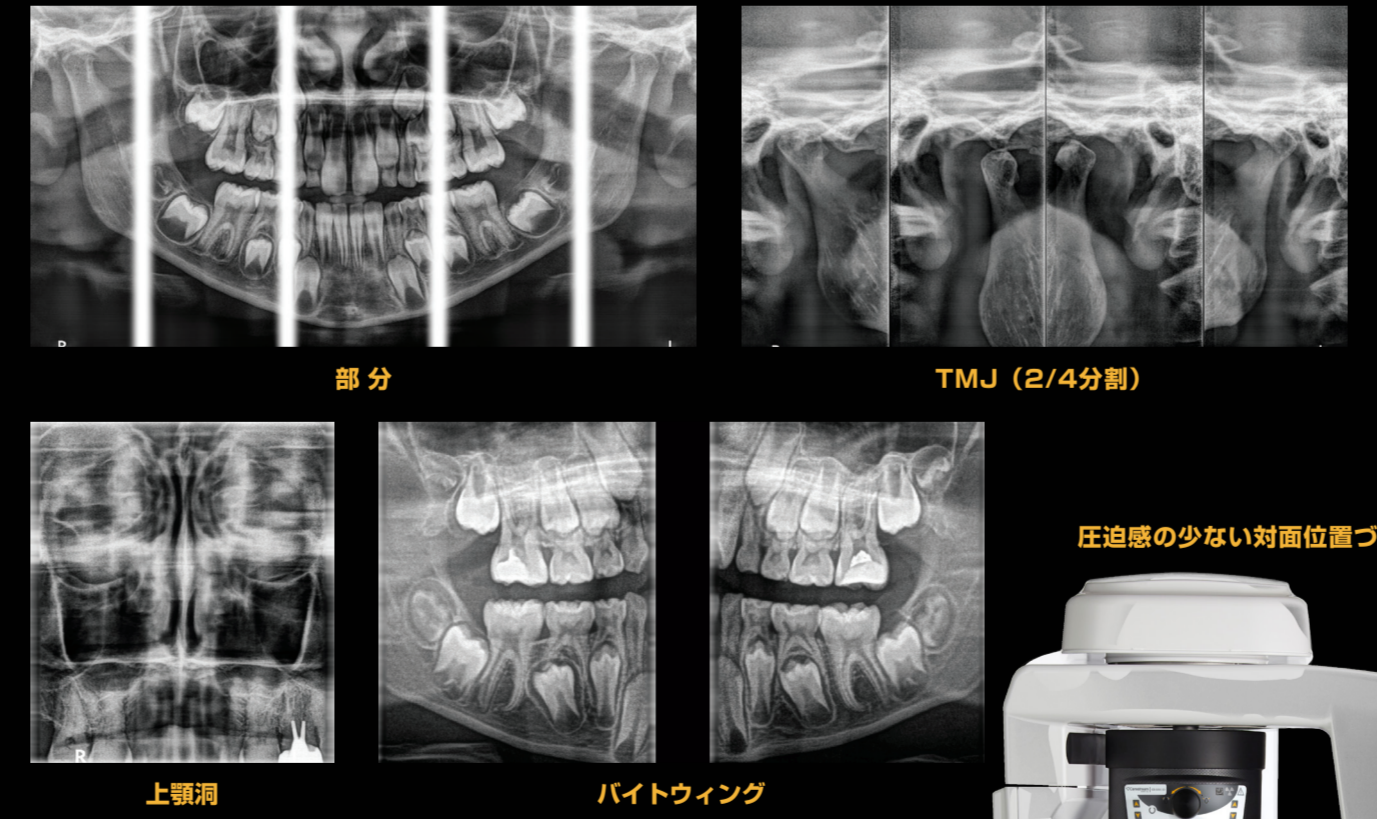 部 分
TMJ（2/4分割）
圧迫感の少ない対面位置づ
R
上顎洞
バイトウィング